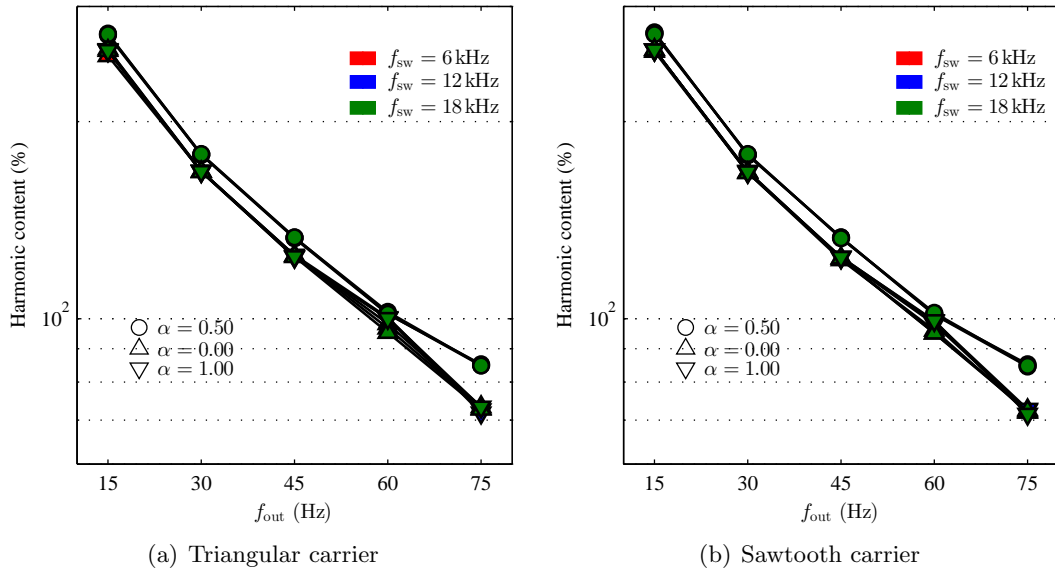 f_sw = 6 kHz
f_sw = 12 kHz
f_sw = 18 kHz
Harmonic content (%)
10^2
α = 0.50
α = 0.00
α = 1.00
15 30 45 60 75
f_out (Hz)
(a) Triangular carrier
f_sw = 6 kHz
f_sw = 12 kHz
f_sw = 18 kHz
Harmonic content (%)
10^2
α = 0.50
α = 0.00
α = 1.00
15 30 45 60 75
f_out (Hz)
(b) Sawtooth carrier